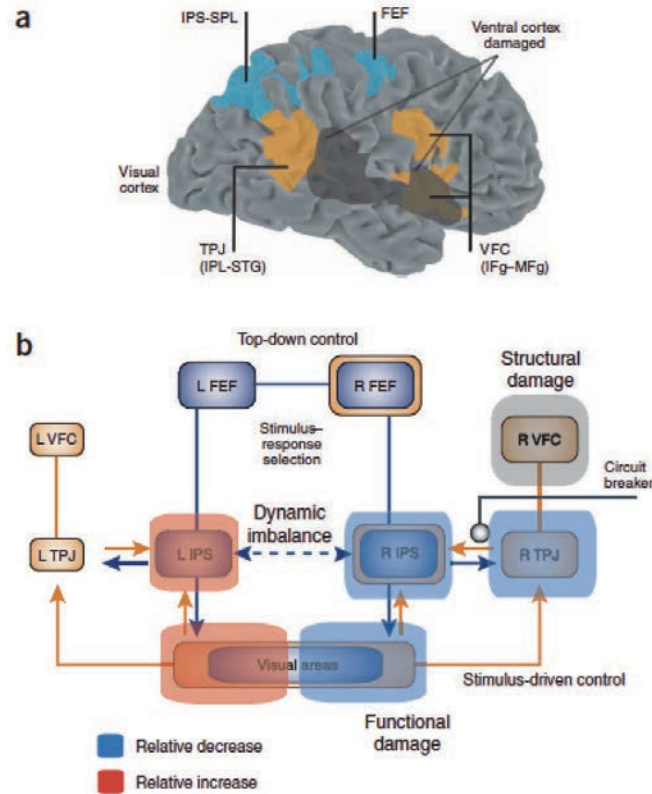 a
IPS-SPL
FEF
Ventral cortex
damaged
Visual
cortex
TPJ
(IPL-STG)
VFC
(IFg–MFg)
b
Top-down control
Structural
damage
L FEF
R FEF
L VFC
Stimulus–
response
selection
R VFC
Circuit
breaker
Dynamic
imbalance
L TPJ
L IPS
R IPS
R TPJ
Visual areas
Stimulus-driven control
Functional
damage
Relative decrease
Relative increase